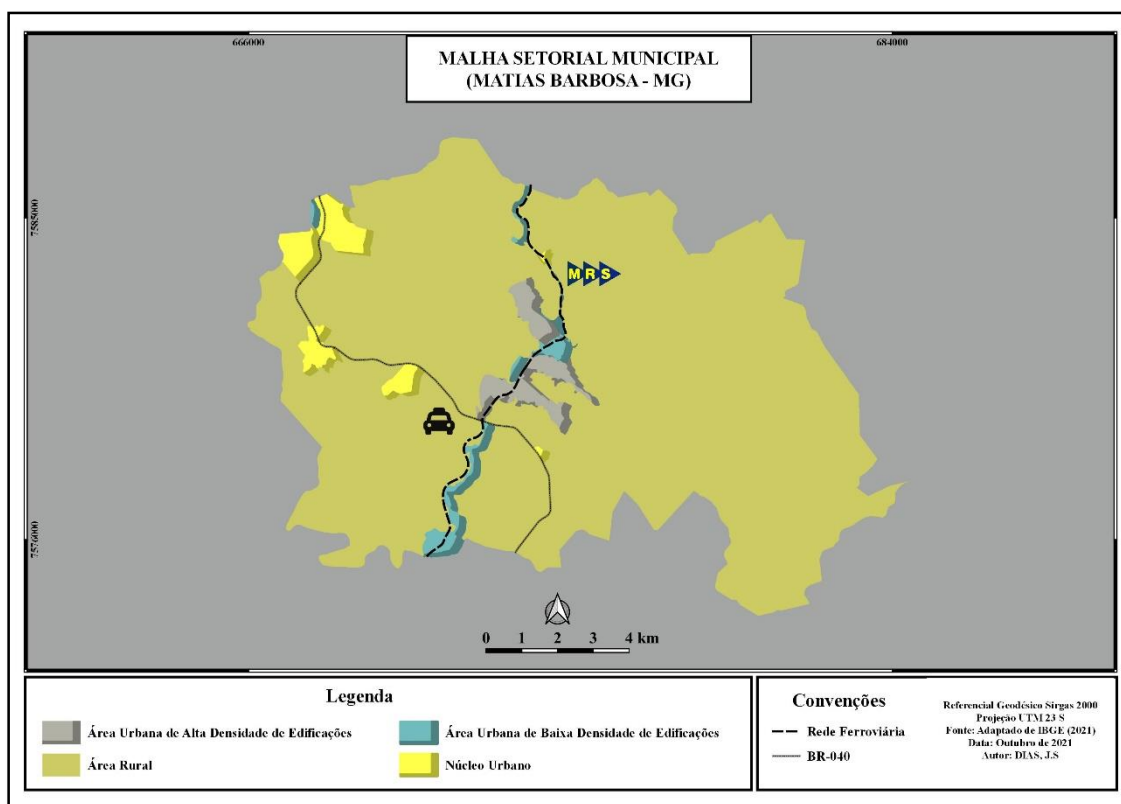 666000
684000
MALHA SETORIAL MUNICIPAL
(MATIAS BARBOSA - MG)
7585000
MRS
7576000
0 1 2 3 4 km
Legenda
Área Urbana de Alta Densidade de Edificações
Área Urbana de Baixa Densidade de Edificações
Área Rural
Núcleo Urbano
Convenções
Rede Ferroviária
BR-040
Referencial Geodésico Sirgas 2000
Projeção UTM 23 S
Fonte: Adaptado de IBGE (2021)
Data: Outubro de 2021
Autor: DIAS, J.S